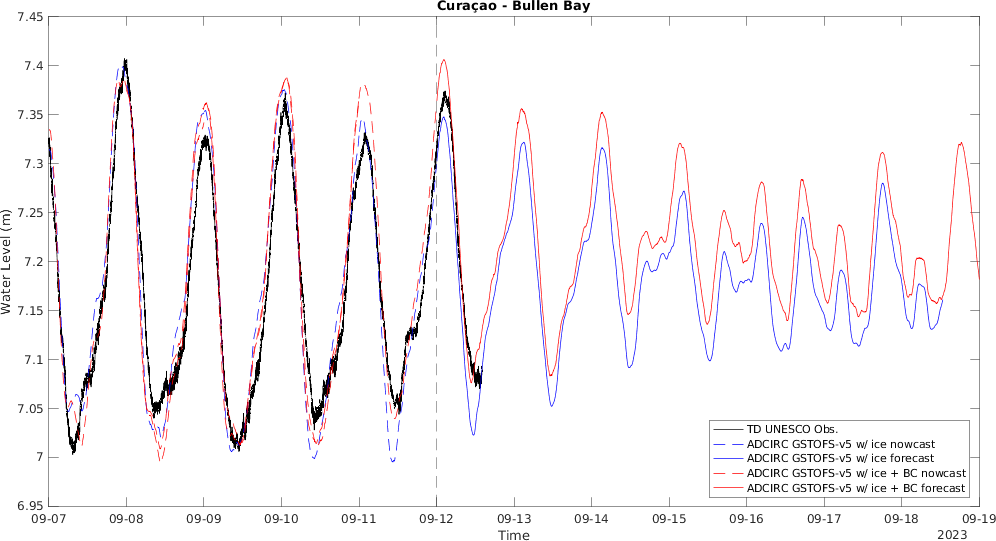 Curaçao - Bullen Bay
7.45
7.4
7.35
7.3
7.25
7.2
7.15
7.1
7.05
7
6.95
Water Level (m)
TD UNESCO Obs.
ADCIRC GSTOFS-v5 w/ ice nowcast
ADCIRC GSTOFS-v5 w/ ice forecast
ADCIRC GSTOFS-v5 w/ ice + BC nowcast
ADCIRC GSTOFS-v5 w/ ice + BC forecast
09-07 09-08 09-09 09-10 09-11 09-12 09-13 09-14 09-15 09-16 09-17 09-18 09-19
Time
2023